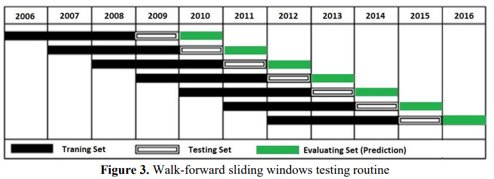 2006 2007 2008 2009 2010 2011 2012 2013 2014 2015 2016
Traning Set Testing Set Evaluating Set (Prediction)
Figure 3. Walk-forward sliding windows testing routine